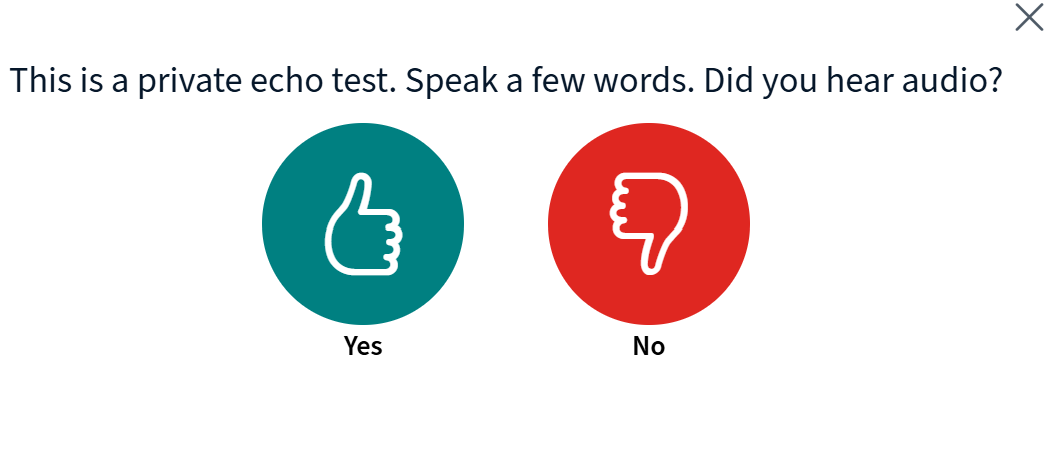 This is a private echo test. Speak a few words. Did you hear audio?
Yes
No